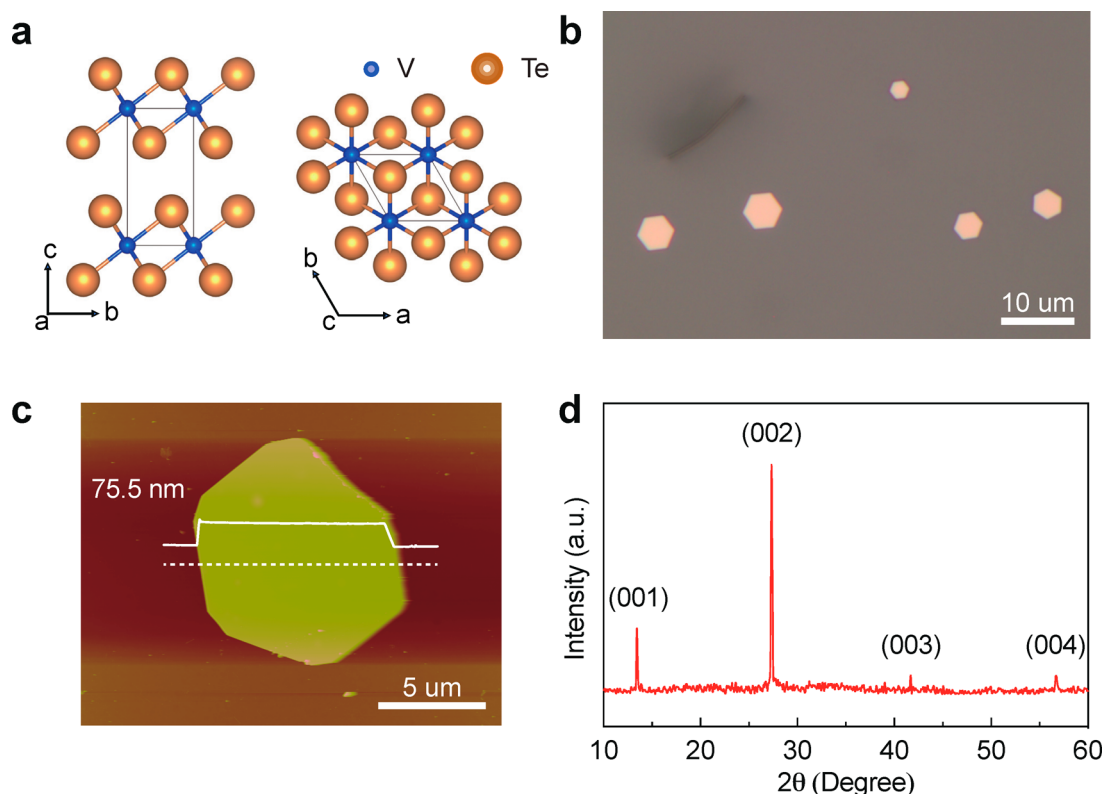 a
V
Te
c
a
b
b
c
a
b
10 um
c
75.5 nm
5 um
d
(001)
(002)
(003)
(004)
Intensity (a.u.)
10 20 30 40 50 60
2θ (Degree)